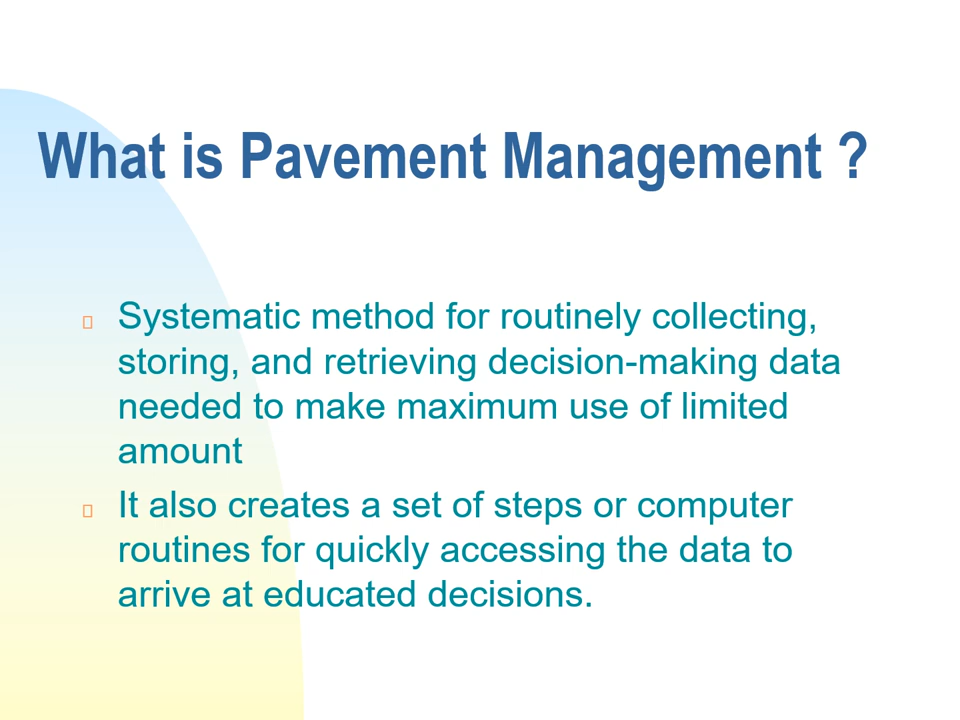 What is Pavement Management ?
Systematic method for routinely collecting,
storing, and retrieving decision-making data
needed to make maximum use of limited
amount
It also creates a set of steps or computer
routines for quickly accessing the data to
arrive at educated decisions.